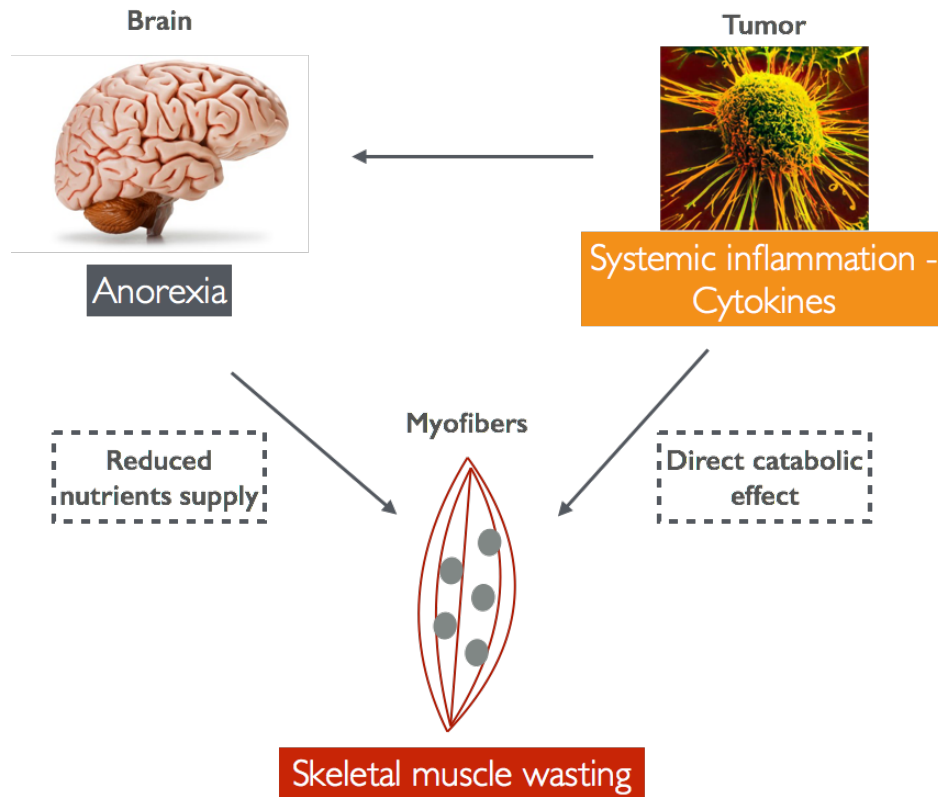 Brain
Tumor
Anorexia
Systemic inflammation -
Cytokines
Myofibers
Reduced
nutrients supply
Direct catabolic
effect
Skeletal muscle wasting